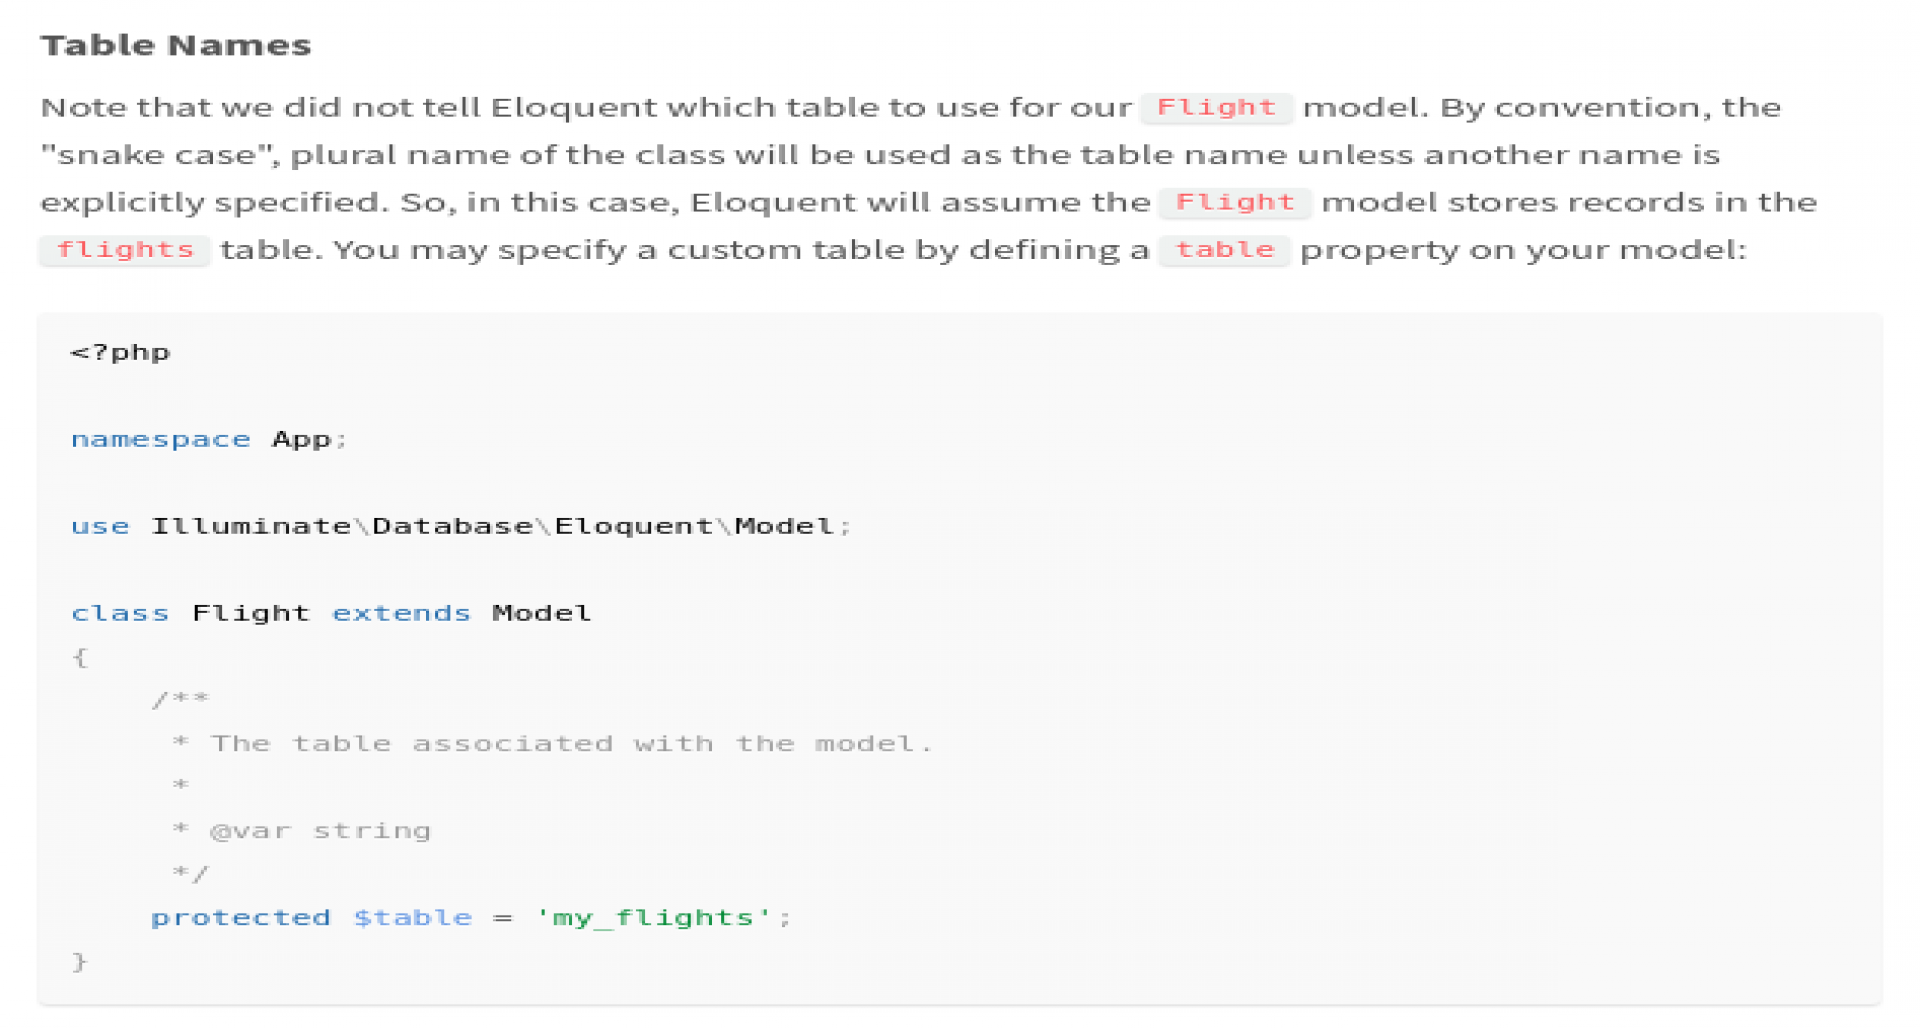 Table Names
Note that we did not tell Eloquent which table to use for our Flight model. By convention, the
"snake case", plural name of the class will be used as the table name unless another name is
explicitly specified. So, in this case, Eloquent will assume the Flight model stores records in the
flights table. You may specify a custom table by defining a table property on your model:
<?php
namespace App;
use Illuminate\Database\Eloquent\Model;
class Flight extends Model
{
    /**
     * The table associated with the model.
     *
     * @var string
     */
    protected $table = 'my_flights';
}